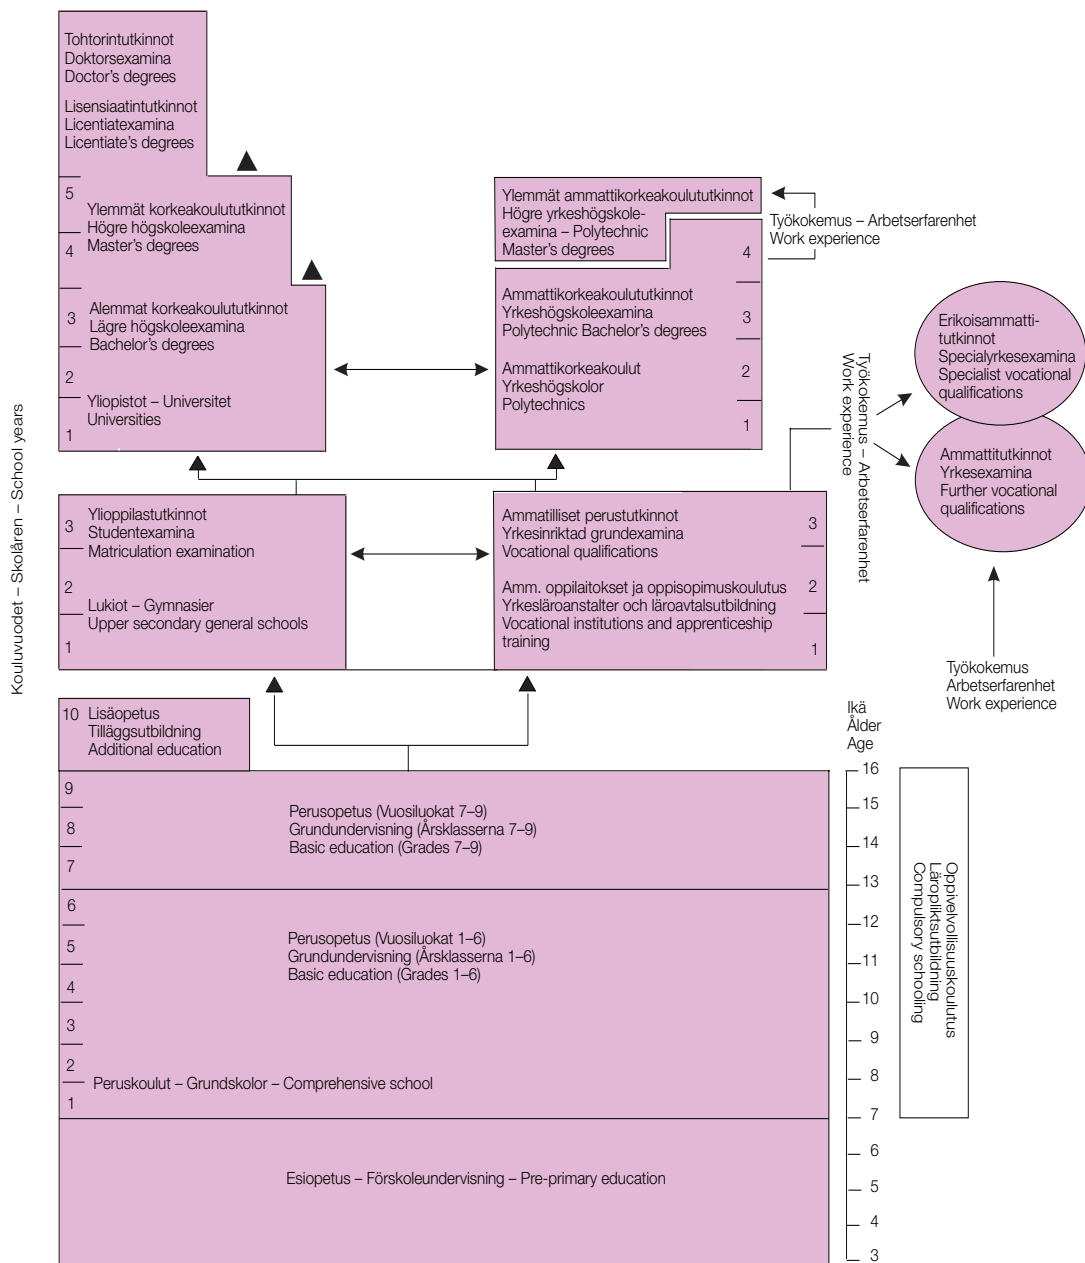 Kouluvuodet – Skolåren – School years
Tohtorintutkinnot
Doktorsexamina
Doctor's degrees
Lisensiaatintutkinnot
Licentiatexamina
Licentiate's degrees
5
4
Ylemmät korkeakoulututkinnot
Högre högskoleexamina
Master's degrees
3
2
1
Alemmat korkeakoulututkinnot
Lägre högskoleexamina
Bachelor's degrees
Yliopistot – Universitet
Universities
Ylemmät ammattikorkeakoulututkinnot
Högre yrkeshögskole-
examina – Polytechnic
Master's degrees
Työkokemus – Arbetserfarenhet
Work experience
4
3
2
1
Ammattikorkeakoulututkinnot
Yrkeshögskoleexamina
Polytechnic Bachelor's degrees
Ammattikorkeakoulut
Yrkeshögskolor
Polytechnics
Työkokemus – Arbetserfarenhet
Work experience
Erikoisammatti-
tutkinnot
Specialyrkesexamina
Specialist vocational
qualifications
Ammattitutkinnot
Yrkesexamina
Further vocational
qualifications
Työkokemus
Arbetserfarenhet
Work experience
3
2
1
Ylioppilastutkinnot
Studentexamina
Matriculation examination
Lukiot – Gymnasier
Upper secondary general schools
Ammatilliset perustutkinnot
Yrkesinriktad grundexamina
Vocational qualifications
Amm. oppilaitokset ja oppisopimuskoulutus
Yrkesläroanstalter och läroavtalsutbildning
Vocational institutions and apprenticeship
training
3
2
1
10 Lisäopetus
Tilläggsutbildning
Additional education
9
8
7
Perusopetus (Vuosiluokat 7–9)
Grundundervisning (Årsklasserna 7–9)
Basic education (Grades 7–9)
6
5
4
3
2
1
Perusopetus (Vuosiluokat 1–6)
Grundundervisning (Årsklasserna 1–6)
Basic education (Grades 1–6)
Peruskoulut – Grundskolor – Comprehensive school
Esiopetus – Förskoleundervisning – Pre-primary education
Ikä
Ålder
Age
16
15
14
13
12
11
10
9
8
7
6
5
4
3
Oppivelvollisuuskoulutus
Läropliktsutbildning
Compulsory schooling